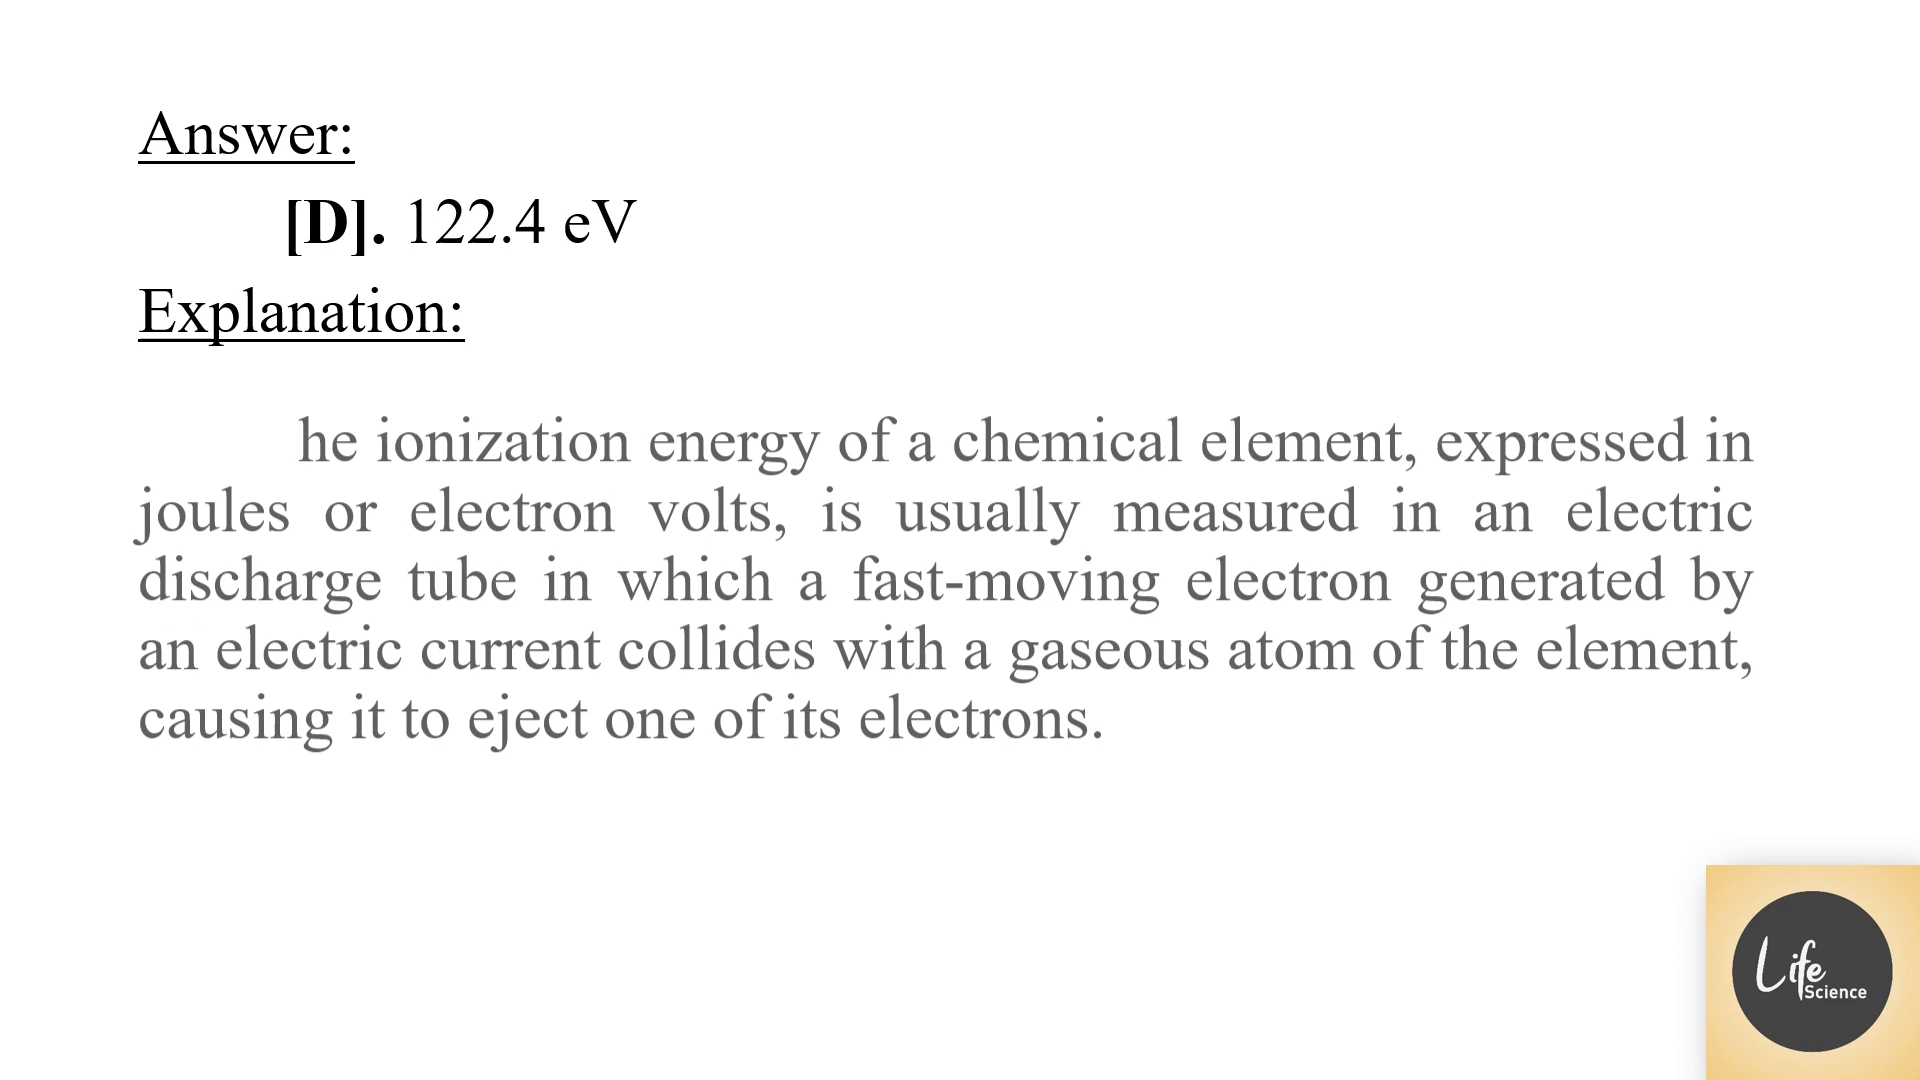 Answer:
[D]. 122.4 eV
Explanation:
he ionization energy of a chemical element, expressed in
joules or electron volts, is usually measured in an electric
discharge tube in which a fast-moving electron generated by
an electric current collides with a gaseous atom of the element,
causing it to eject one of its electrons.
Life
Science